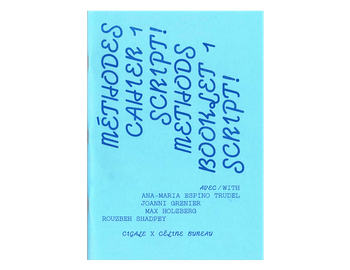 MÉTHODES
CAHIER 1
SCRIPT!
METHODS
BOOKLET 1
SCRIPT!
AVEC/WITH
ANA-MARIA ESPINO TRUDEL
JOANNI GRENIER
MAX HOLZBERG
ROUZBEH SHADPEY
CIGALE X CÉLINE BUREAU